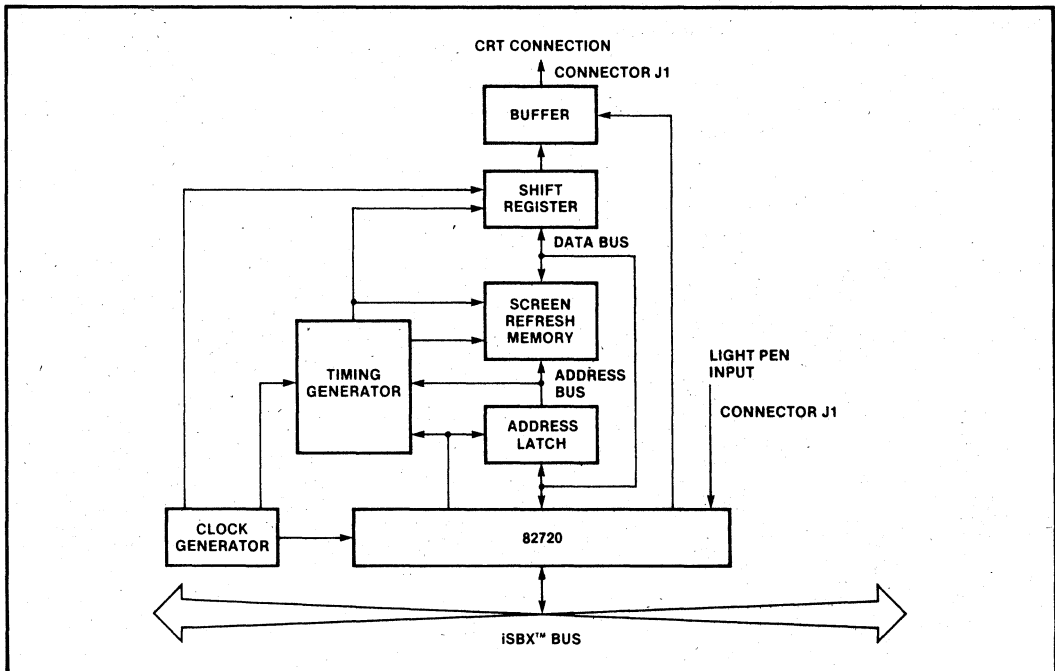 CRT CONNECTION
CONNECTOR J1
BUFFER
SHIFT
REGISTER
DATA BUS
SCREEN
REFRESH
MEMORY
TIMING
GENERATOR
LIGHT PEN
INPUT
ADDRESS
BUS
CONNECTOR J1
ADDRESS
LATCH
CLOCK
GENERATOR
82720
iSBX™ BUS